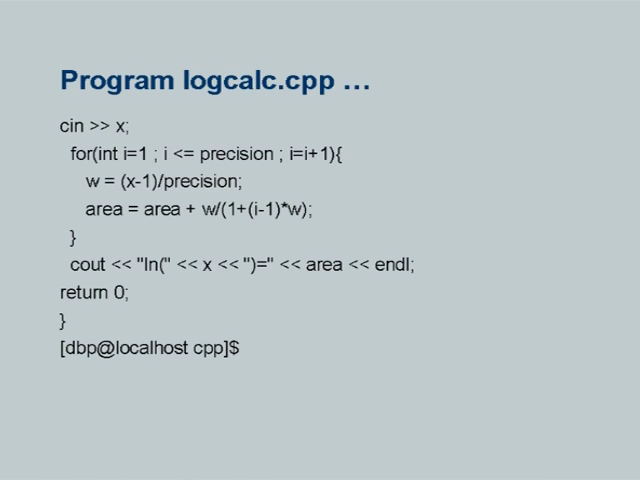 Program logcalc.cpp …
cin >> x;
for(int i=1 ; i <= precision ; i=i+1){
w = (x-1)/precision;
area = area + w/(1+(i-1)*w);
}
cout << "ln(" << x << ")=" << area << endl;
return 0;
}
[dbp@localhost cpp]$